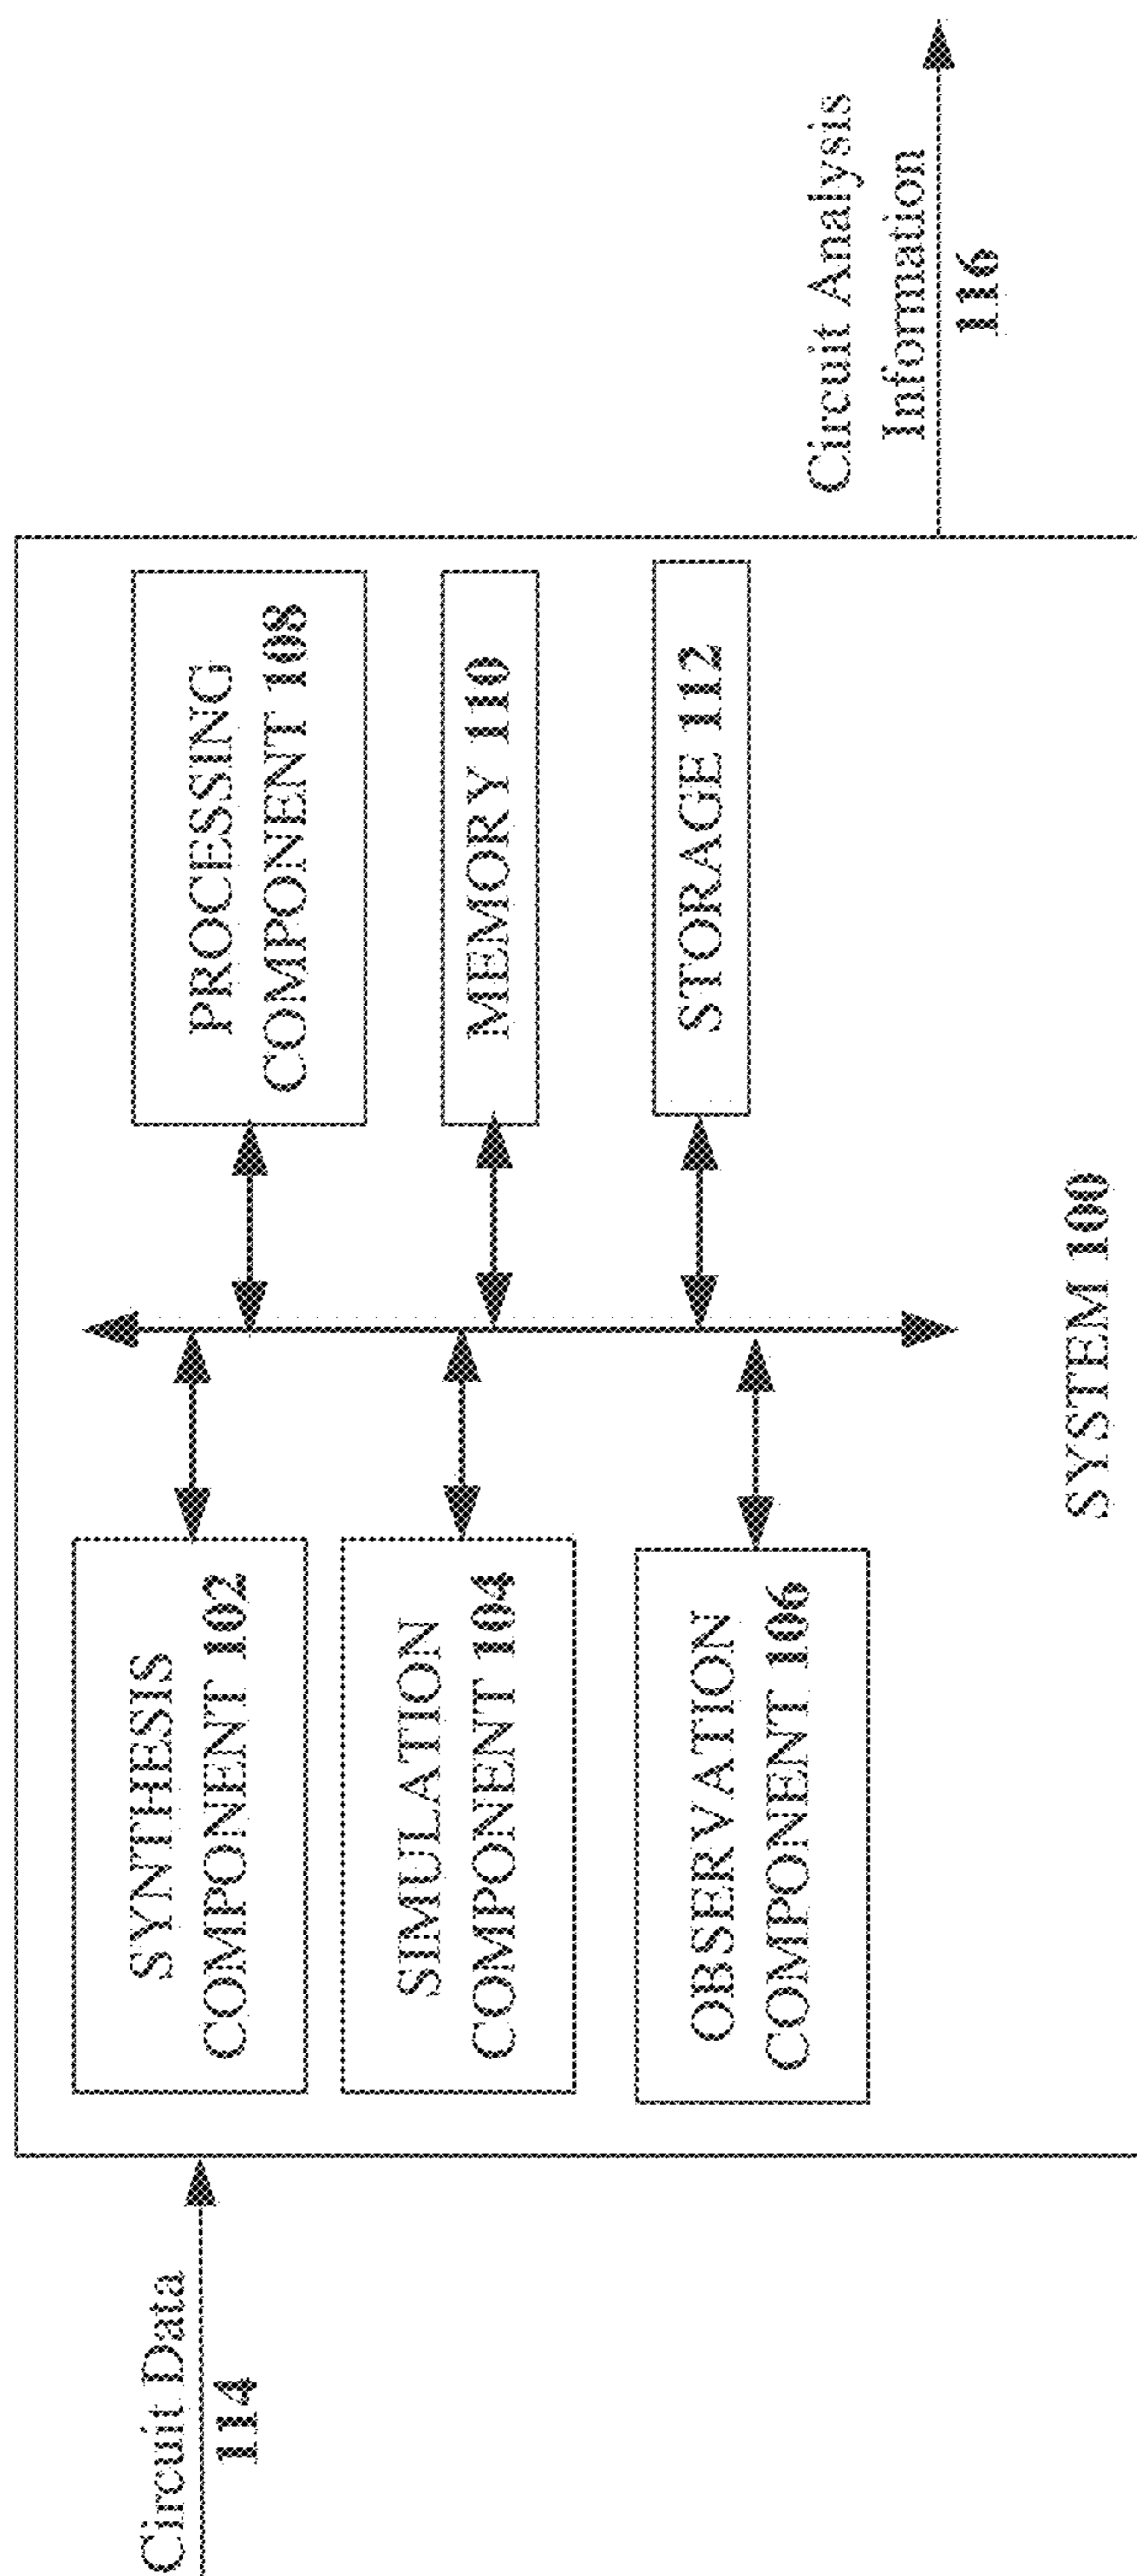 Circuit Data
114
SYNTHESIS
COMPONENT 102
SIMULATION
COMPONENT 104
OBSERVATION
COMPONENT 106
PROCESSING
COMPONENT 108
MEMORY 110
STORAGE 112
SYSTEM 100
Circuit Analysis
Information
116